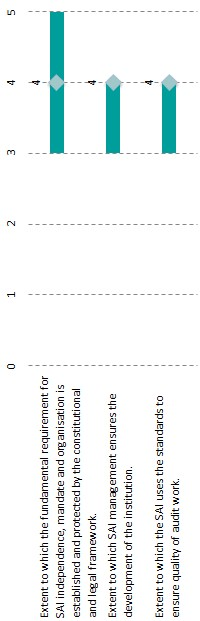 Extent to which the fundamental requirement for
SAI independence, mandate and organisation is
established and protected by the constitutional
and legal framework.
4
Extent to which SAI management ensures the
development of the institution.
4
Extent to which the SAI uses the standards to
ensure quality of audit work.
4
0 1 2 3 4 5